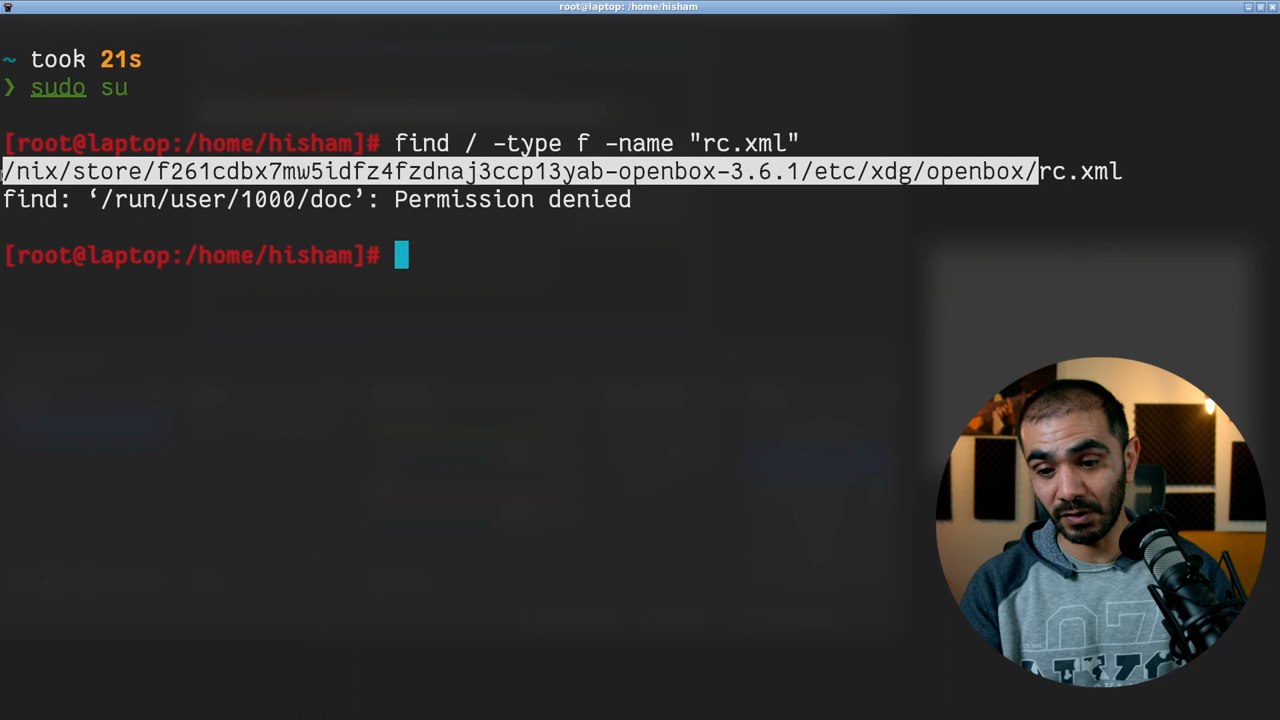 root@laptop: /home/hisham
~ took 21s
❯ sudo su
[root@laptop:/home/hisham]# find / -type f -name "rc.xml"
/nix/store/f261cdbx7mw5idfz4fzdnaj3ccp13yab-openbox-3.6.1/etc/xdg/openbox/rc.xml
find: ‘/run/user/1000/doc’: Permission denied
[root@laptop:/home/hisham]#
07